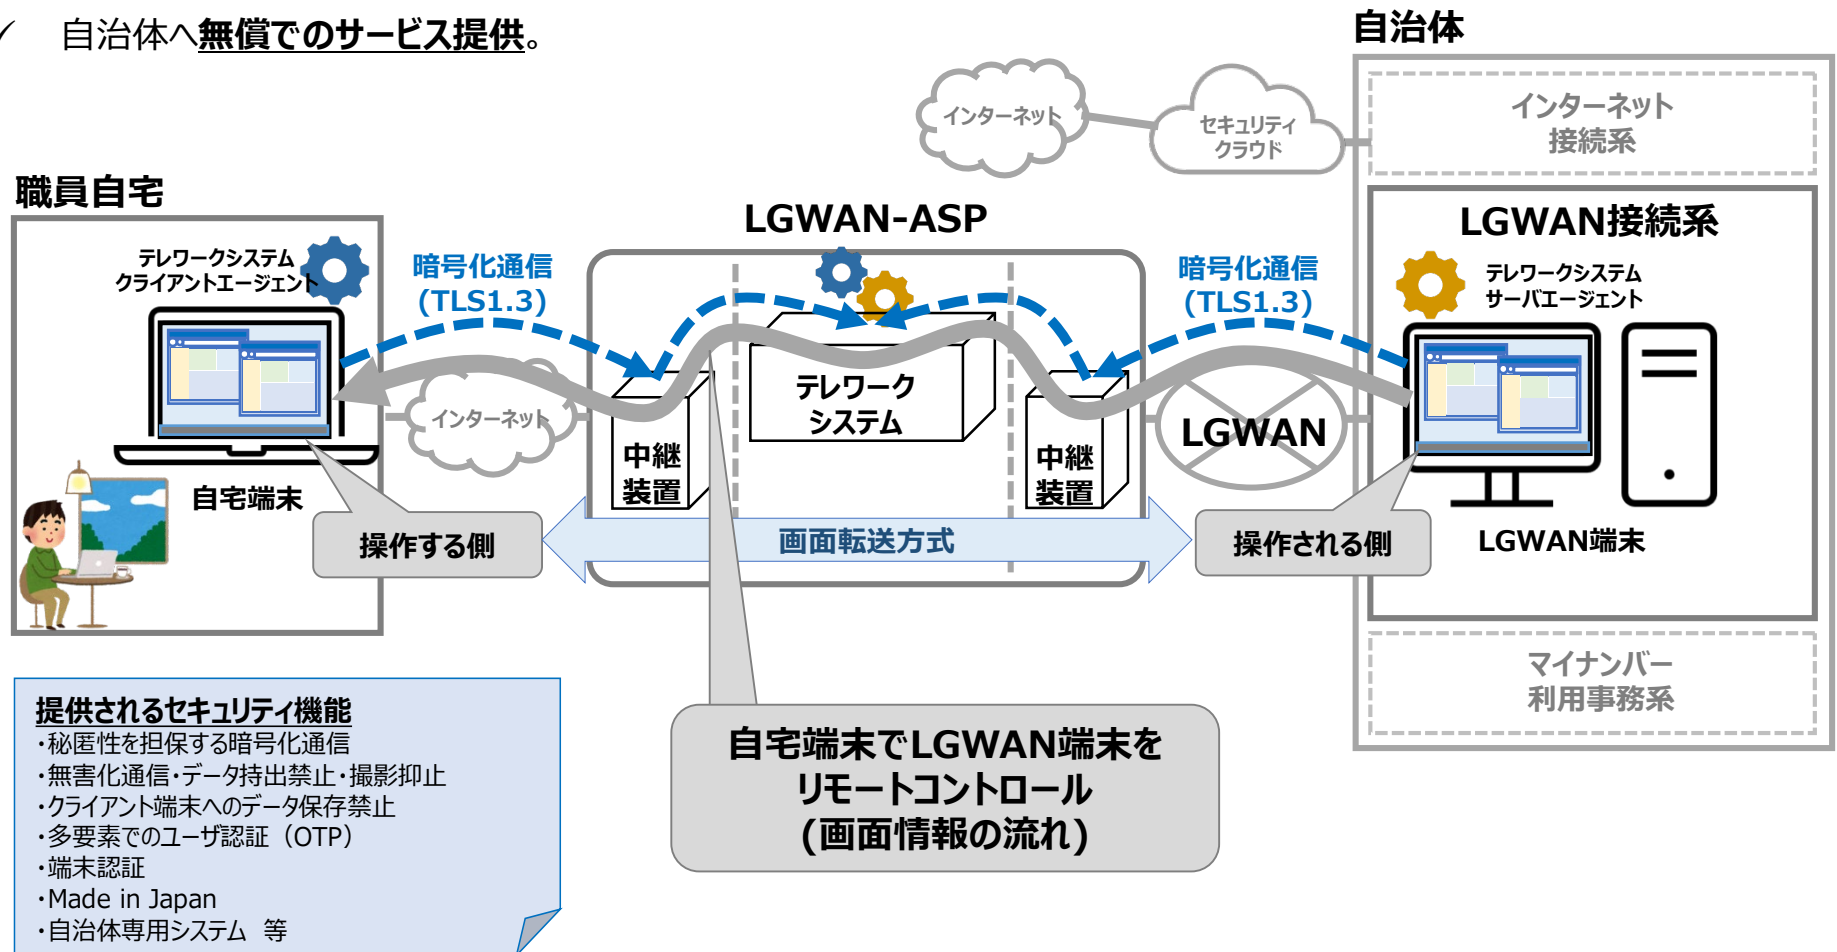 ✓ 自治体へ無償でのサービス提供。
自治体
インターネット
セキュリティ
クラウド
インターネット
接続系
職員自宅
LGWAN-ASP
LGWAN接続系
テレワークシステム
クライアントエージェント
暗号化通信
(TLS1.3)
暗号化通信
(TLS1.3)
テレワークシステム
サーバエージェント
インターネット
中継
装置
テレワーク
システム
中継
装置
LGWAN
自宅端末
操作する側
画面転送方式
操作される側
LGWAN端末
マイナンバー
利用事務系
自宅端末でLGWAN端末を
リモートコントロール
(画面情報の流れ)
提供されるセキュリティ機能
・秘匿性を担保する暗号化通信
・無害化通信・データ持出禁止・撮影抑止
・クライアント端末へのデータ保存禁止
・多要素でのユーザ認証（OTP）
・端末認証
・Made in Japan
・自治体専用システム 等